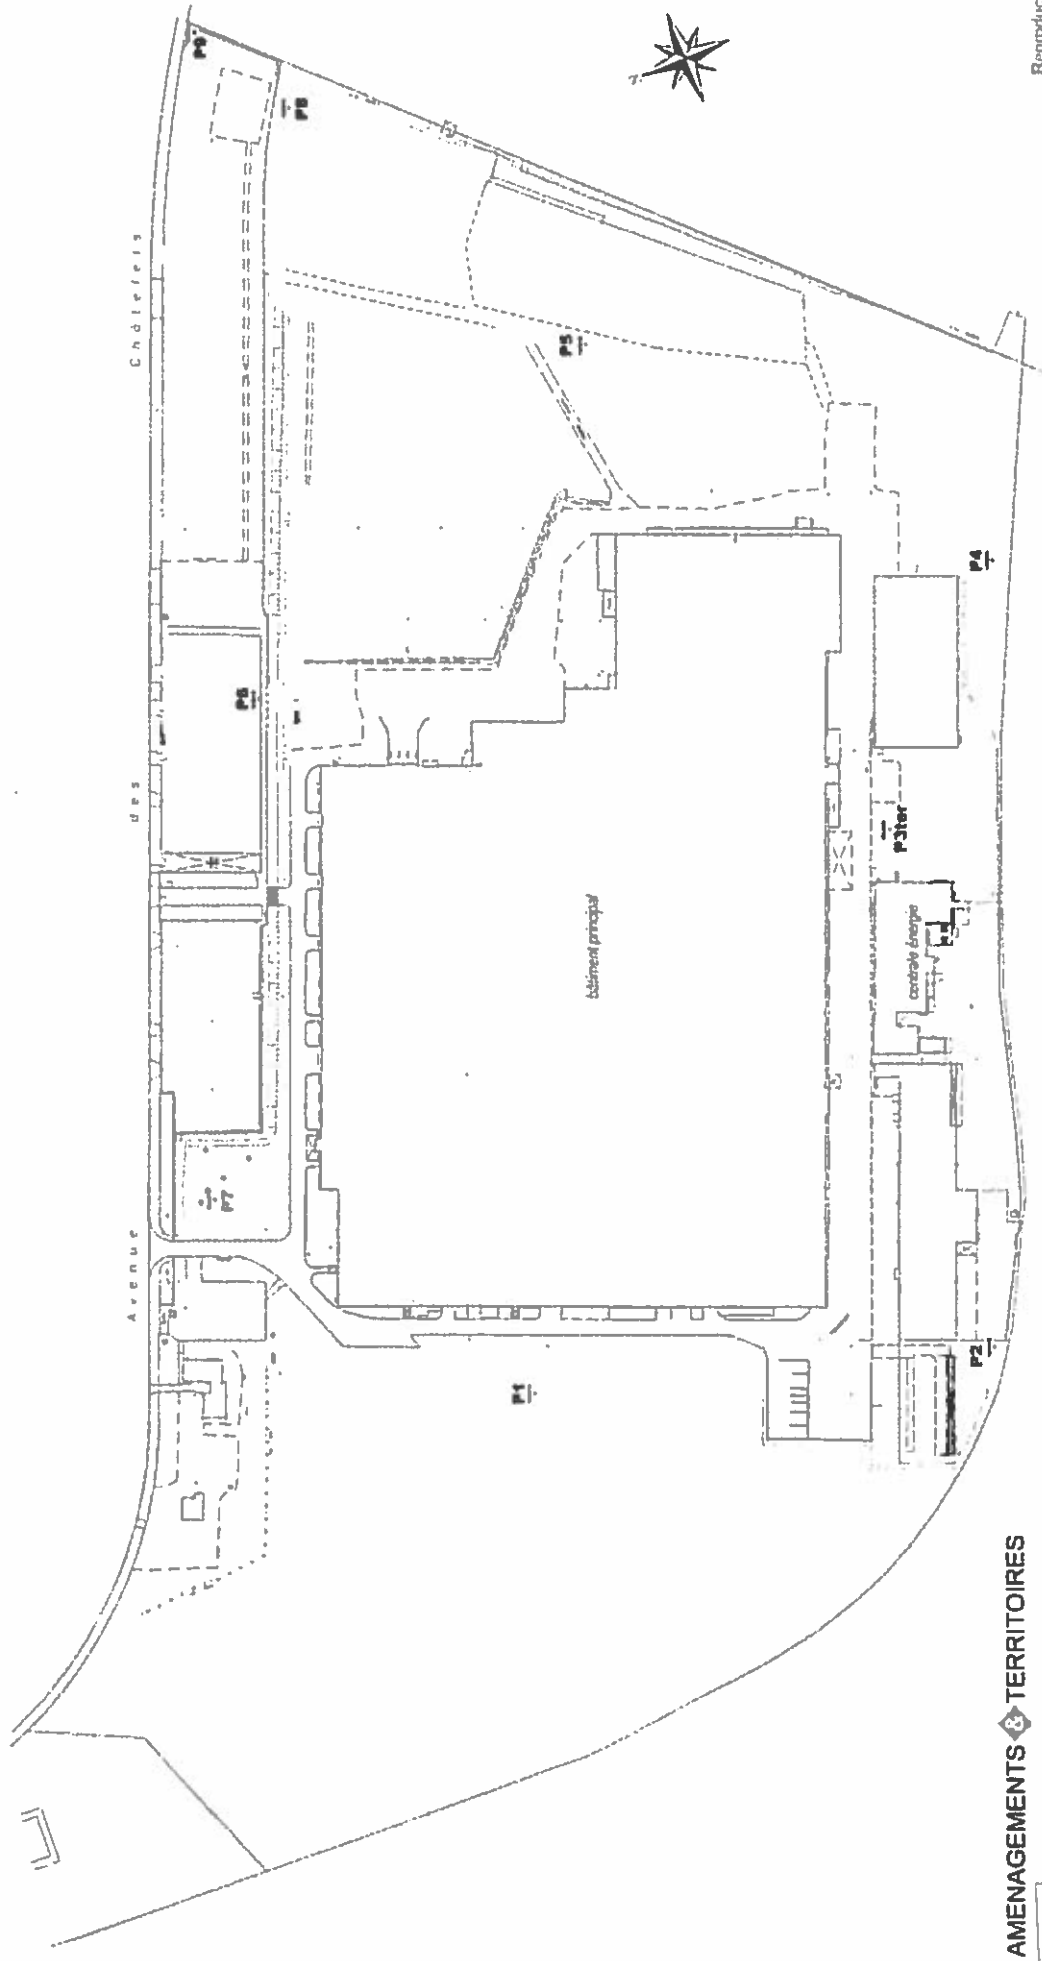 Avenue des Châtelets
P9
P8
P5
P6
P7
P4
P3ter
bâtiment principal
centrale énergie
P1
P2
AMENAGEMENTS & TERRITOIRES